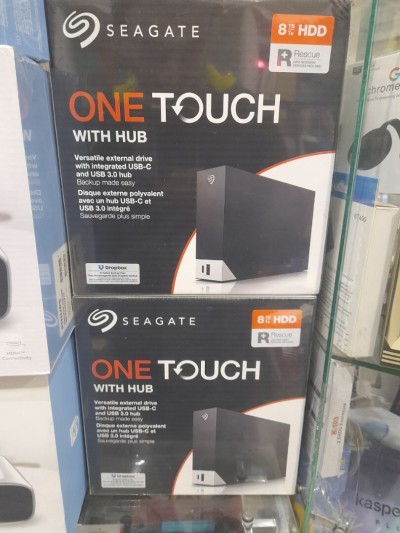 SEAGATE
8TB HDD
Rescue
ONE TOUCH
WITH HUB
Versatile external drive
with integrated USB-C
and USB 3.0 hub
Backup made easy
Disque externe polyvalent
avec un hub USB-C et
USB 3.0 intégré
Sauvegarde plus simple
Dropbox
SEAGATE
8 HDD
Rescue
ONE TOUCH
WITH HUB
Versatile external drive
with integrated USB-C
and USB 3.0 hub
Backup made easy
Disque externe polyvalent
avec un hub USB-C et
USB 3.0 intégré
Sauvegarde plus simple
Dropbox
G
chrome
kaspe